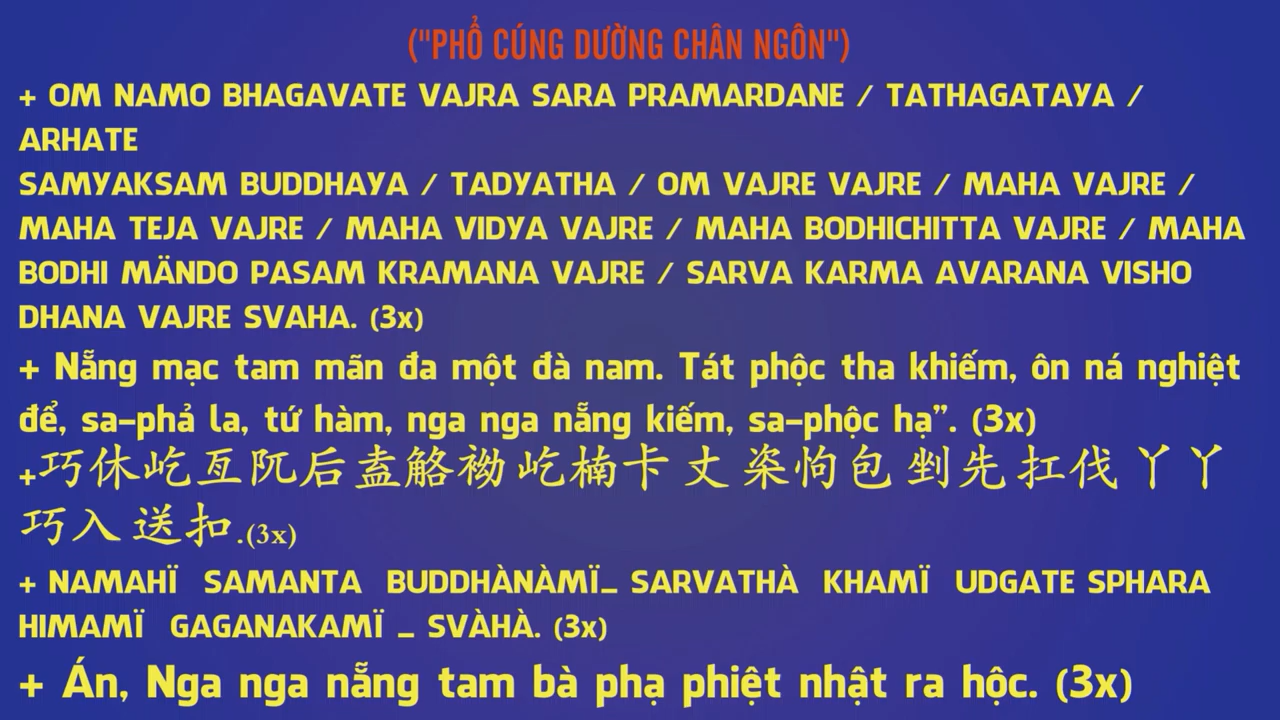 ("PHỔ CÚNG DƯỜNG CHÂN NGÔN")
+ OM NAMO BHAGAVATE VAJRA SARA PRAMARDANE / TATHAGATAYA /
ARHATE
SAMYAKSAM BUDDHAYA / TADYATHA / OM VAJRE VAJRE / MAHA VAJRE /
MAHA TEJA VAJRE / MAHA VIDYA VAJRE / MAHA BODHICHITTA VAJRE / MAHA
BODHI MÄNDO PASAM KRAMANA VAJRE / SARVA KARMA AVARANA VISHO
DHANA VAJRE SVAHA. (3x)
+ Nẵng mạc tam mãn đa một đà nam. Tát phộc tha khiếm, ôn ná nghiệt
để, sa-phả la, tứ hàm, nga nga nẵng kiếm, sa-phộc hạ”. (3x)
+巧休屹亙阮后盍觡袎屹楠卡丈 姿怐包 剉先 扛伐 丫丫
巧入 送扣.(3x)
+ NAMAHÏ SAMANTA BUDDHÀNÀMÏ_ SARVATHÀ KHAMÏ UDGATE SPHARA
HIMAMÏ GAGANAKAMÏ _ SVÀHÀ. (3x)
+ Án, Nga nga nẵng tam bà phạ phiệt nhật ra hộc. (3x)